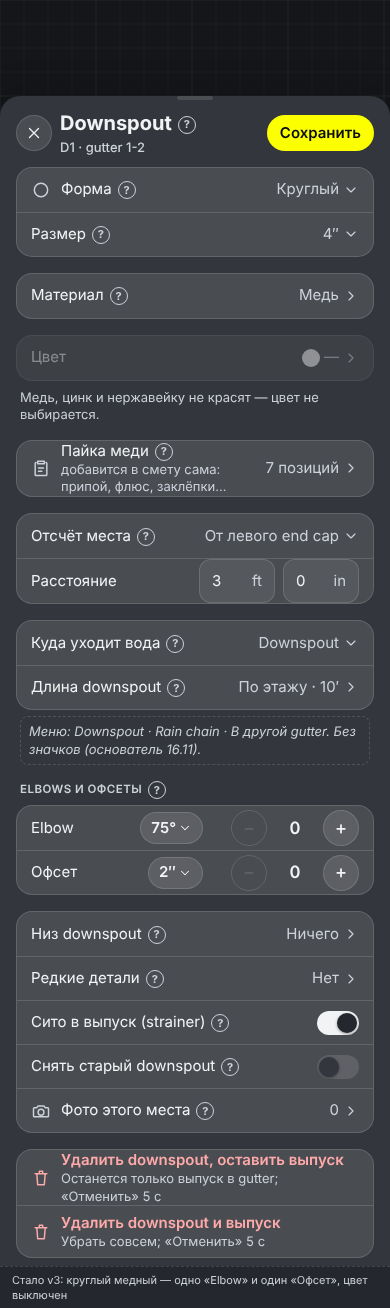 Downspout ?
D1 · gutter 1-2
Сохранить
Форма ? Круглый
Размер ? 4″
Материал ? Медь
Цвет —
Медь, цинк и нержавейку не красят — цвет не
выбирается.
Пайка меди ?
добавится в смету сама:
припой, флюс, заклёпки…
7 позиций
Отсчёт места ? От левого end cap
Расстояние 3 ft 0 in
Куда уходит вода ? Downspout
Длина downspout ? По этажу · 10′
Меню: Downspout · Rain chain · В другой gutter. Без
значков (основатель 16.11).
ELBOWS И ОФСЕТЫ ?
Elbow 75° − 0 +
Офсет 2″ − 0 +
Низ downspout ? Ничего
Редкие детали ? Нет
Сито в выпуск (strainer) ?
Снять старый downspout ?
Фото этого места ? 0
Удалить downspout, оставить выпуск
Останется только выпуск в gutter;
«Отменить» 5 с
Удалить downspout и выпуск
Убрать совсем; «Отменить» 5 с
Стало v3: круглый медный — одно «Elbow» и один «Офсет», цвет
выключен